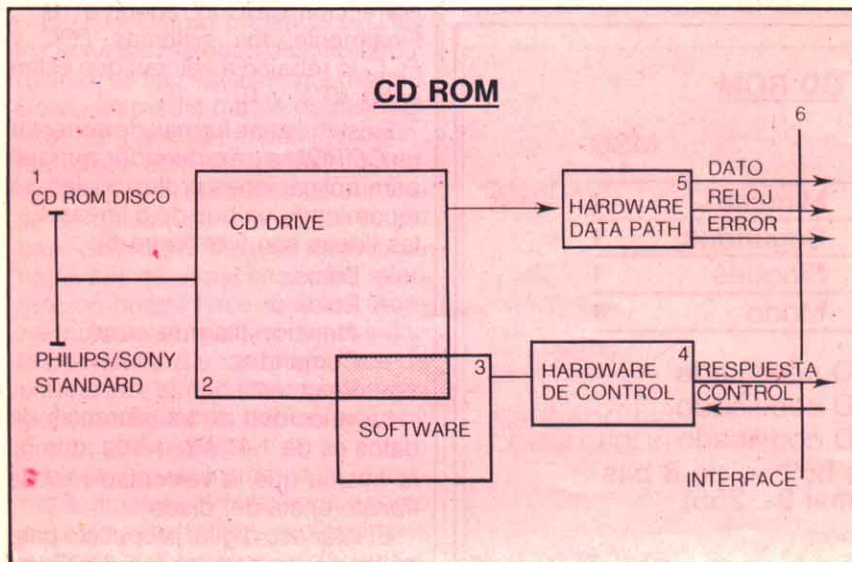 CD ROM
6
1
CD ROM DISCO
CD DRIVE
5
HARDWARE
DATA PATH
DATO
RELOJ
ERROR
PHILIPS/SONY
STANDARD
2
3
SOFTWARE
4
HARDWARE
DE CONTROL
RESPUESTA
CONTROL
INTERFACE